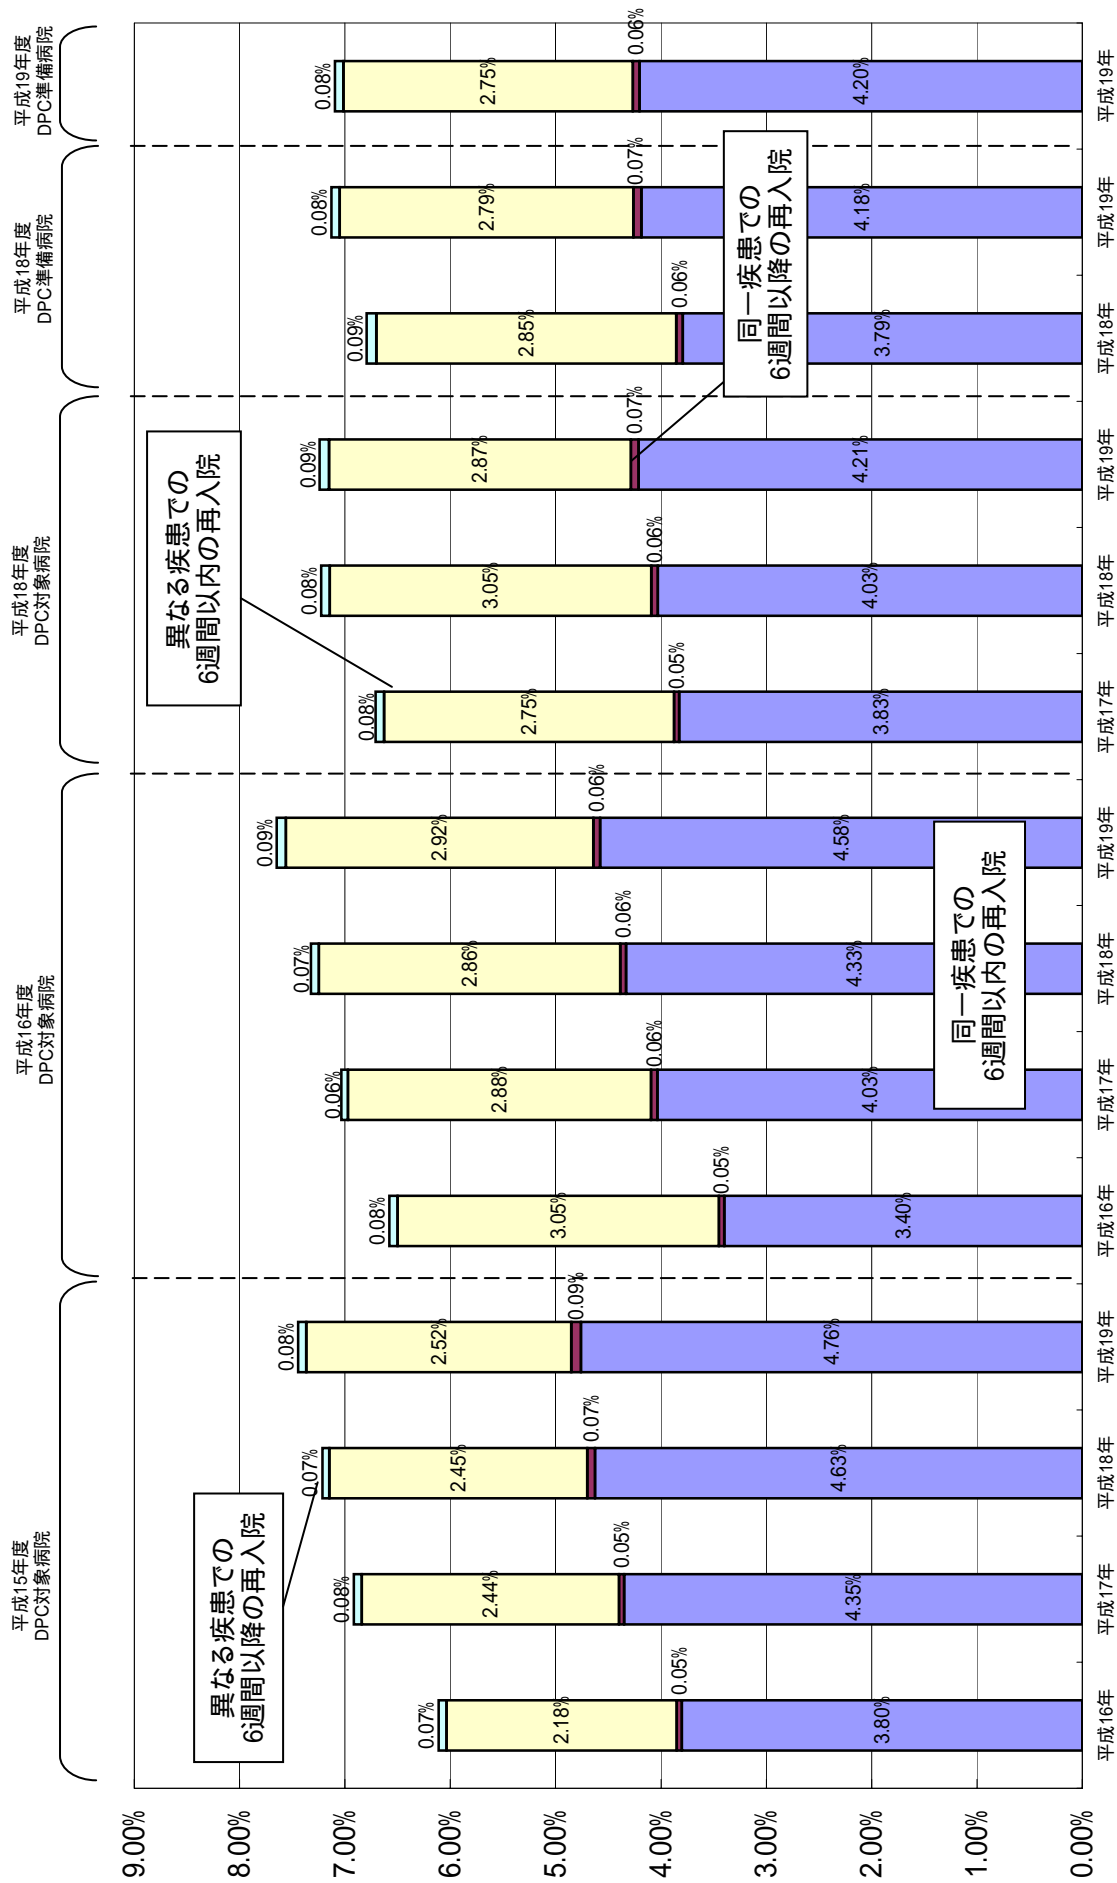 平成15年度
DPC対象病院
平成16年度
DPC対象病院
平成18年度
DPC対象病院
平成18年度
DPC準備病院
平成19年度
DPC準備病院
9.00%
8.00%
7.00%
6.00%
5.00%
4.00%
3.00%
2.00%
1.00%
0.00%
異なる疾患での
6週間以降の再入院
異なる疾患での
6週間以内の再入院
同一疾患での
6週間以降の再入院
同一疾患での
6週間以内の再入院
0.07%
2.18%
0.05%
3.80%
平成16年
0.08%
2.44%
0.05%
4.35%
平成17年
0.07%
2.45%
0.07%
4.63%
平成18年
0.08%
2.52%
0.09%
4.76%
平成19年
0.08%
3.05%
0.05%
3.40%
平成16年
0.06%
2.88%
0.06%
4.03%
平成17年
0.07%
2.86%
0.06%
4.33%
平成18年
0.09%
2.92%
0.06%
4.58%
平成19年
0.08%
2.75%
0.05%
3.83%
平成17年
0.08%
3.05%
0.06%
4.03%
平成18年
0.09%
2.87%
0.07%
4.21%
平成19年
0.09%
2.85%
0.06%
3.79%
平成18年
0.08%
2.79%
0.07%
4.18%
平成19年
0.08%
2.75%
0.06%
4.20%
平成19年